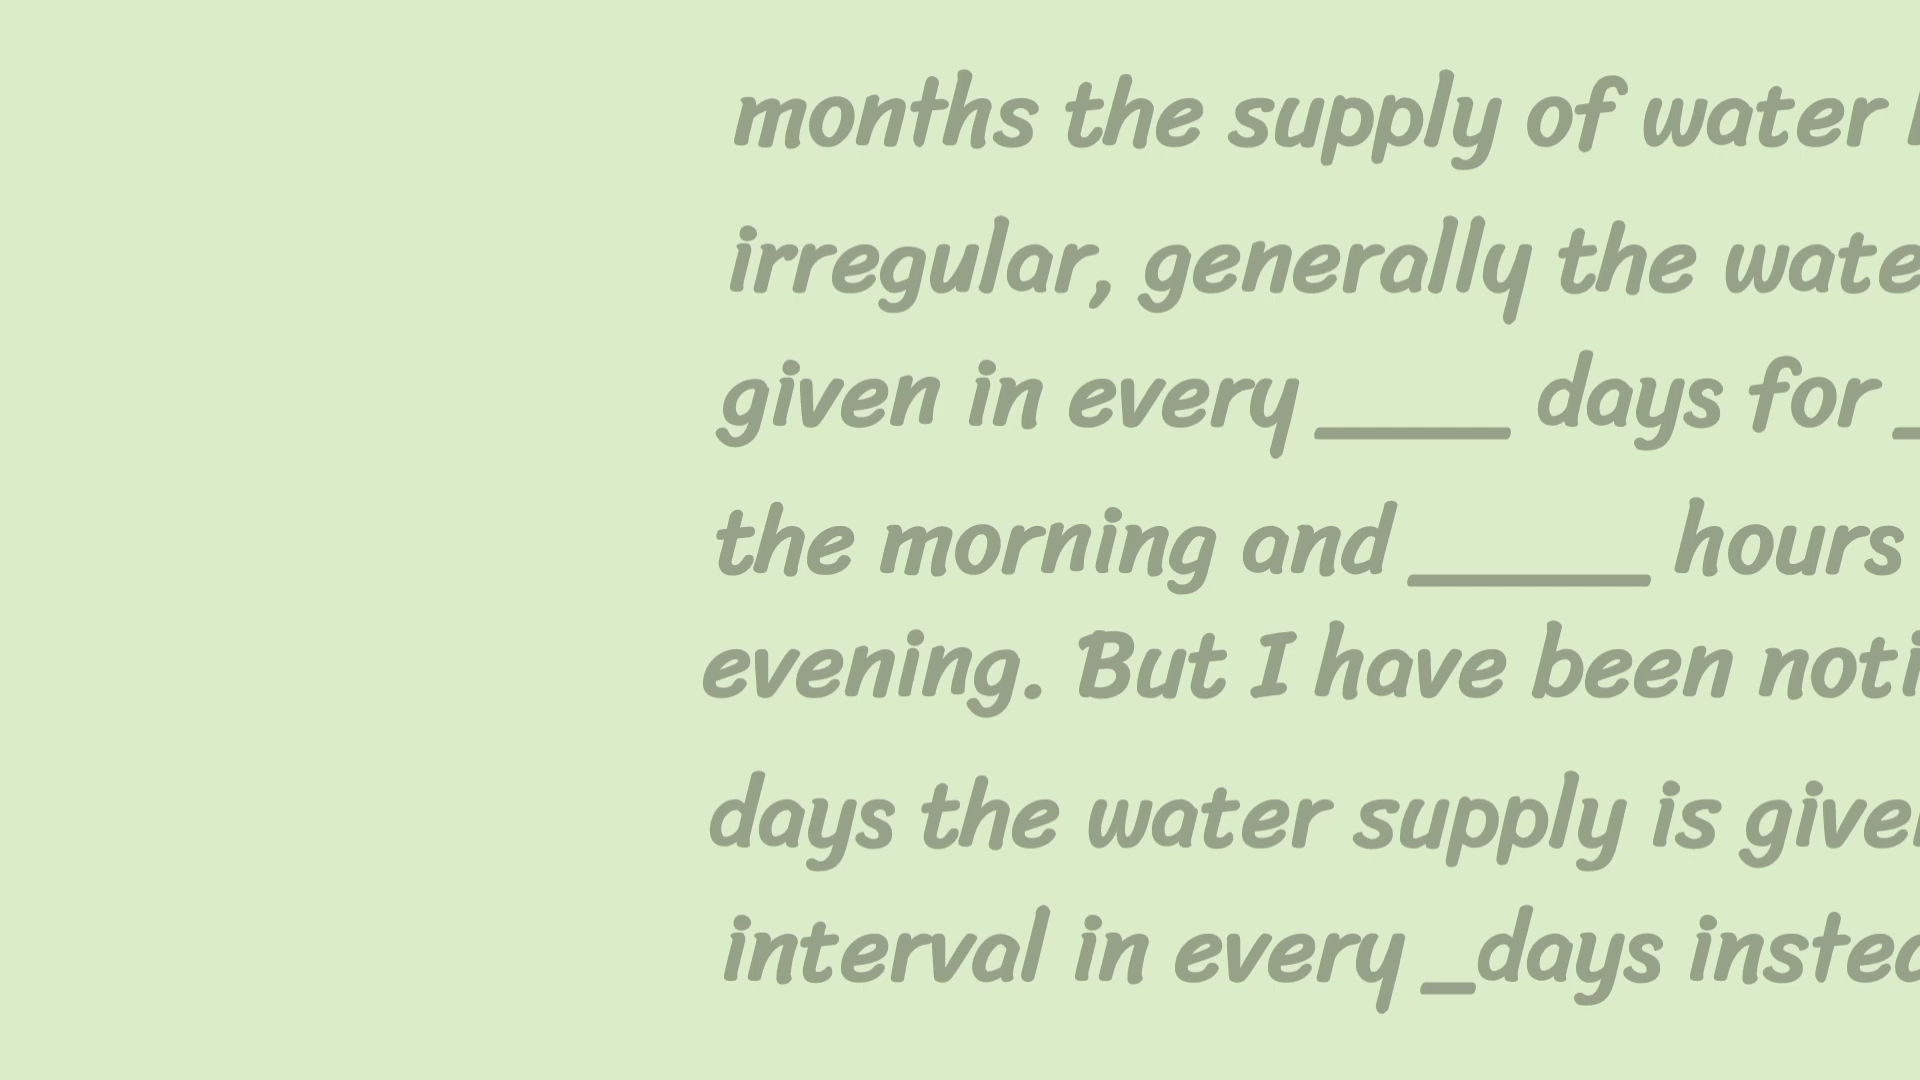 months the supply of water
irregular, generally the wate
given in every ____ days for _
the morning and _____ hours
evening. But I have been noti
days the water supply is give
interval in every _days instea